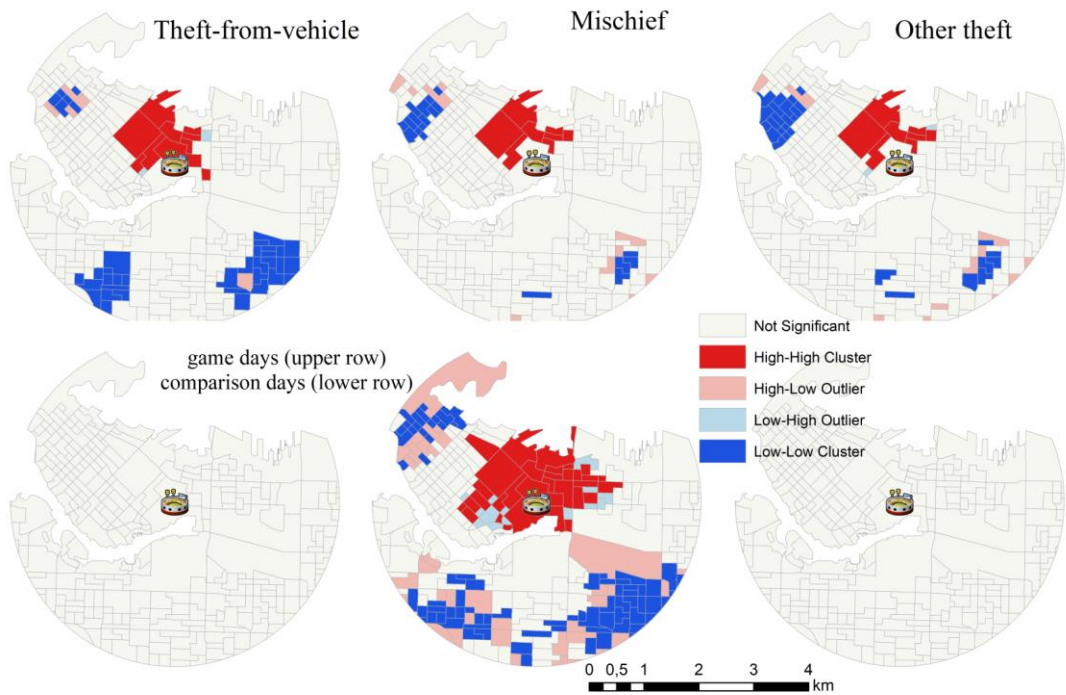 Theft-from-vehicle
Mischief
Other theft
Not Significant
High-High Cluster
High-Low Outlier
Low-High Outlier
Low-Low Cluster
game days (upper row)
comparison days (lower row)
0 0,5 1 2 3 4
km